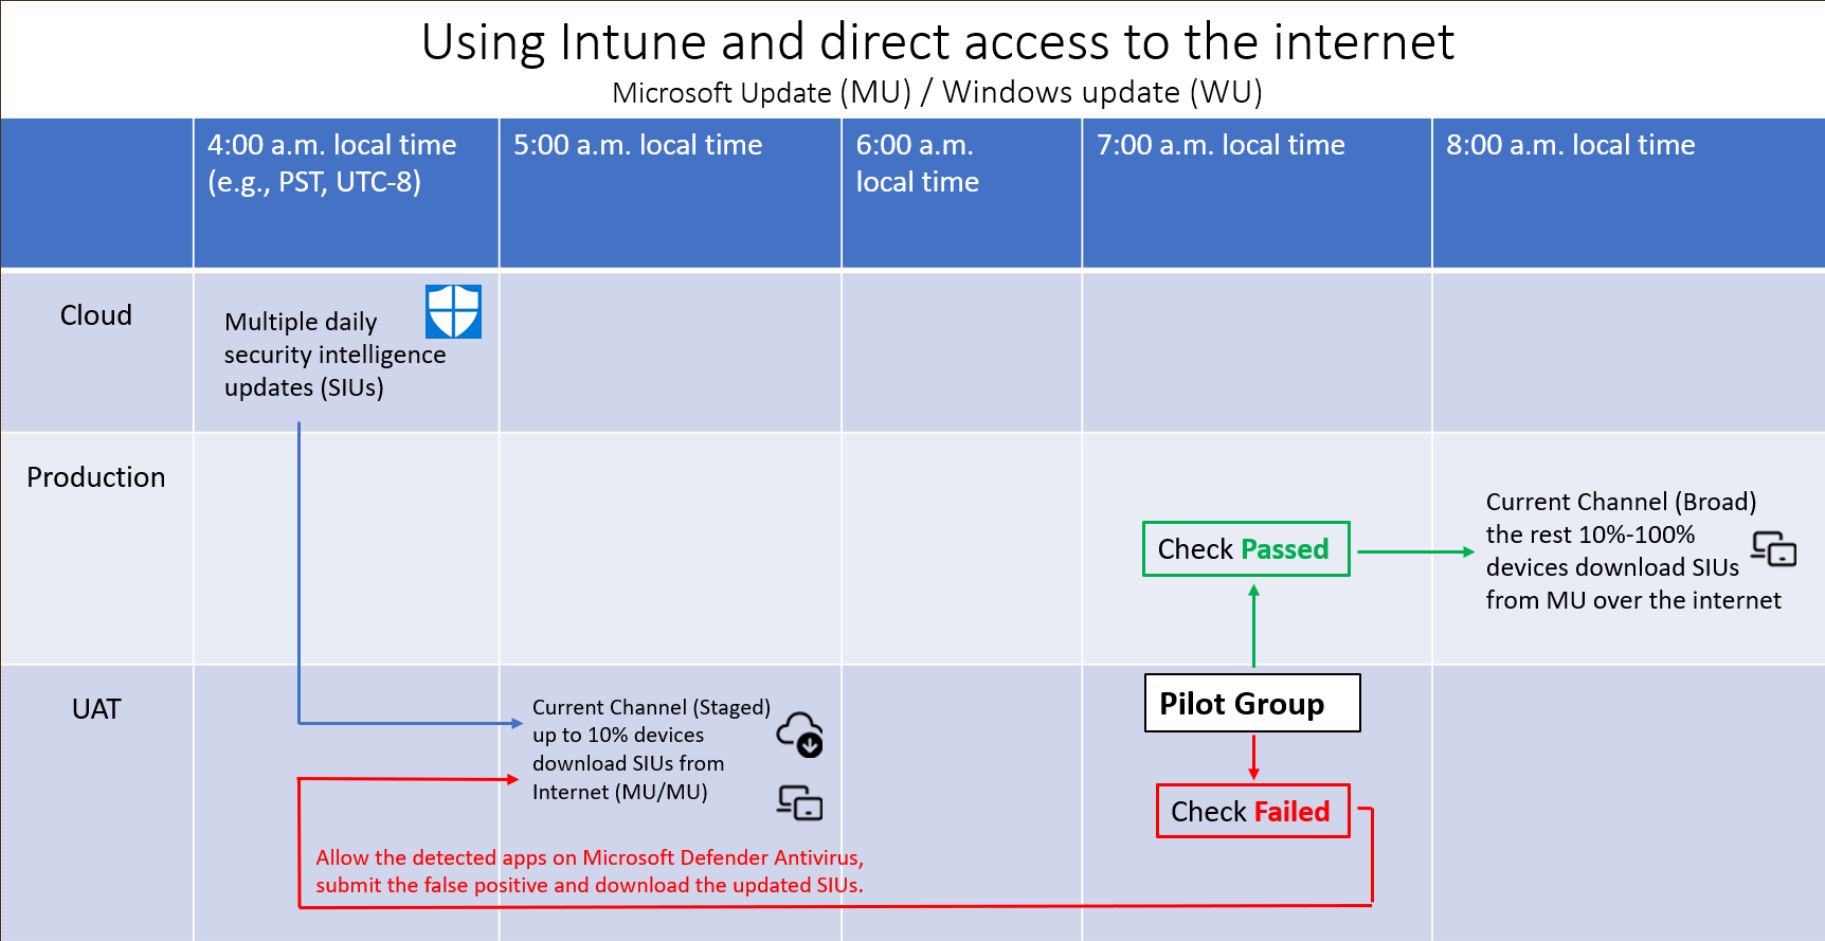 Using Intune and direct access to the internet
Microsoft Update (MU) / Windows update (WU)
4:00 a.m. local time
(e.g., PST, UTC-8)
5:00 a.m. local time
6:00 a.m.
local time
7:00 a.m. local time
8:00 a.m. local time
Cloud
Multiple daily
security intelligence
updates (SIUs)
Production
Check Passed
Current Channel (Broad)
the rest 10%-100%
devices download SIUs
from MU over the internet
UAT
Current Channel (Staged)
up to 10% devices
download SIUs from
Internet (MU/MU)
Pilot Group
Check Failed
Allow the detected apps on Microsoft Defender Antivirus,
submit the false positive and download the updated SIUs.